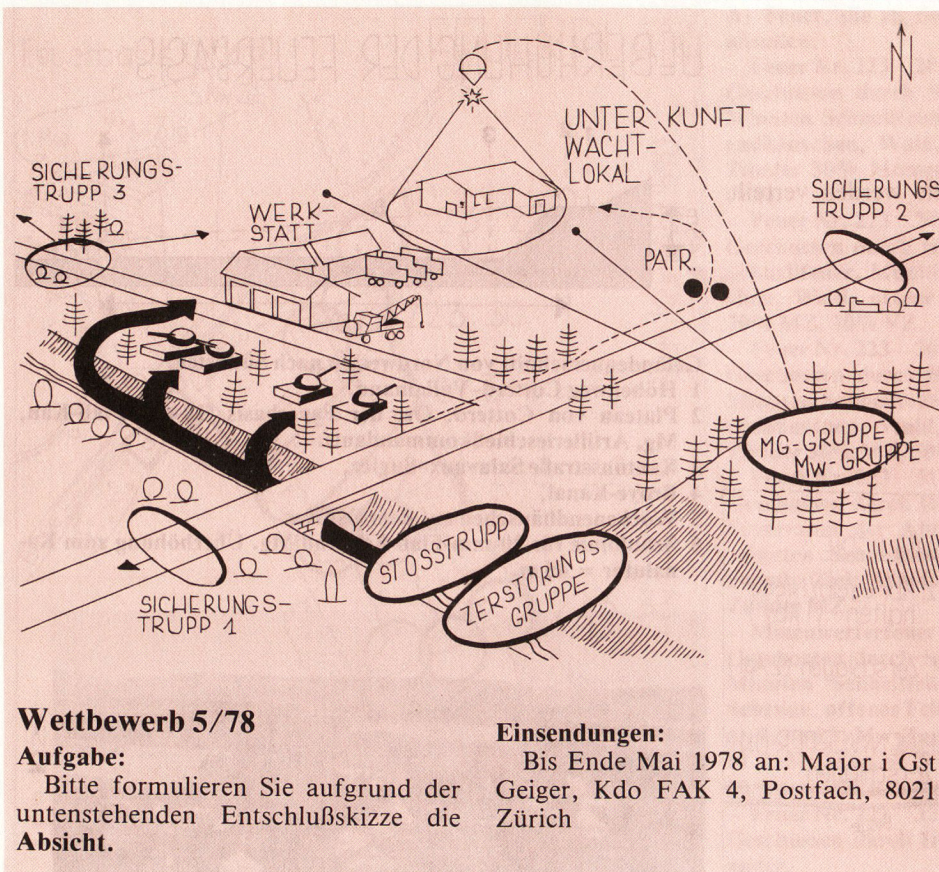 N
UNTER KUNFT
WACHT-
LOKAL
SICHERUNGS-
TRUPP 3
SICHERUNGS
TRUPP 2
WERK-
STATT
PATR.
MG-GRUPPE
Mw GRUPPE
STOSSTRUPP
ZERSTÖRUNGS-
GRUPPE
SICHERUNGS-
TRUPP 1
Wettbewerb 5/78
Aufgabe:
Bitte formulieren Sie aufgrund der
untenstehenden Entschlußskizze die
Absicht.
Einsendungen:
Bis Ende Mai 1978 an: Major i Gst
Geiger, Kdo FAK 4, Postfach, 8021
Zürich